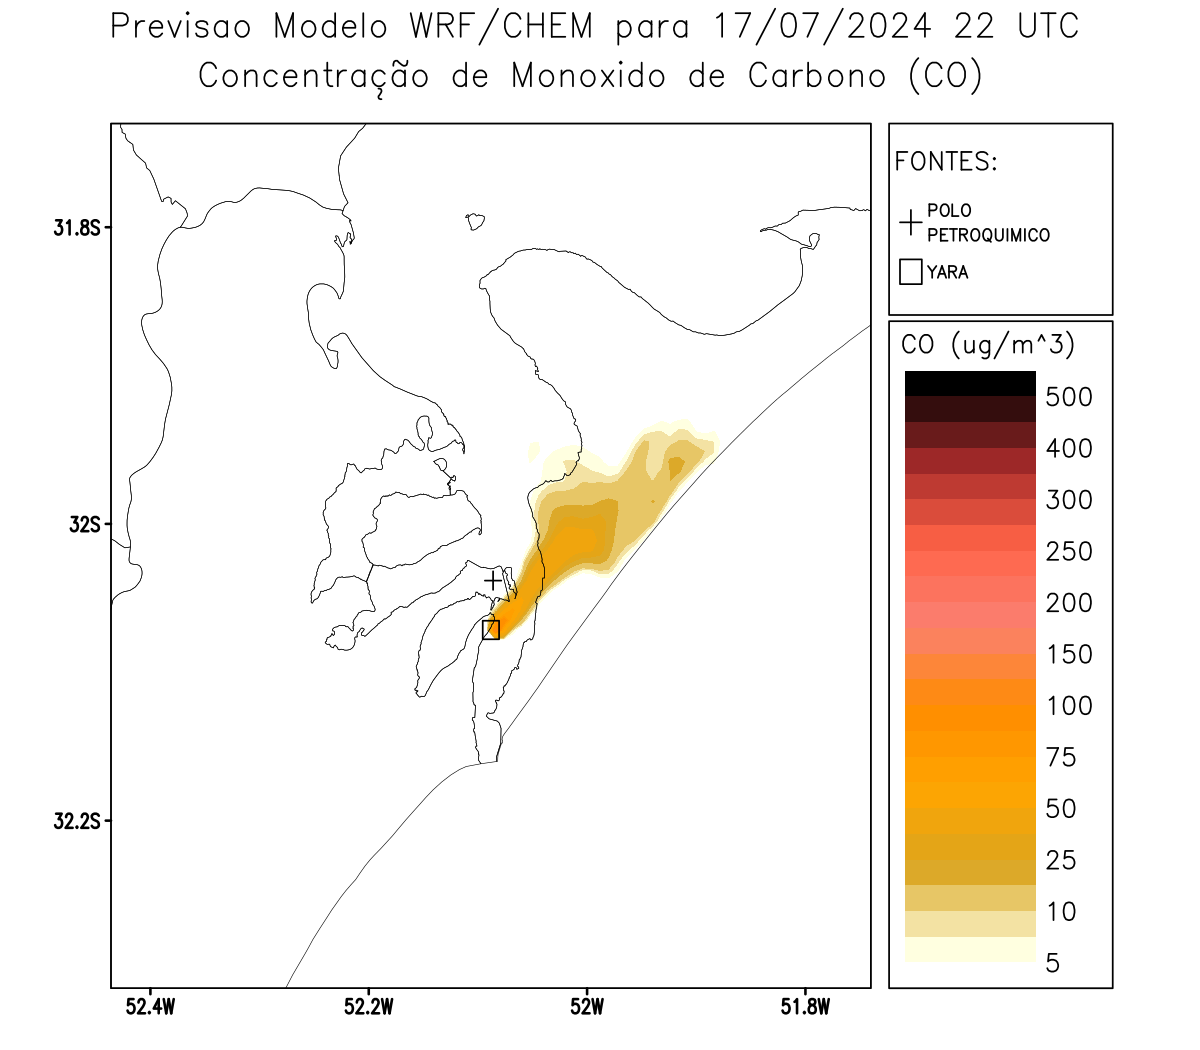 Previsao Modelo WRF/CHEM para 17/07/2024 22 UTC
Concentração de Monoxido de Carbono (CO)
FONTES:
POLO
PETROQUIMICO
YARA
31.8S
32S
32.2S
52.4W
52.2W
52W
51.8W
CO (ug/m^3)
500
400
300
250
200
150
100
75
50
25
10
5